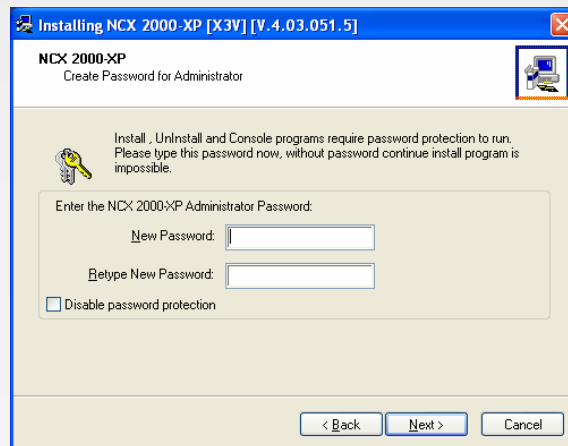 Installing NCX 2000-XP [X3V] [V.4.03.051.5]
NCX 2000-XP
Create Password for Administrator
Install , UnInstall and Console programs require password protection to run.
Please type this password now, without password continue install program is
impossible.
Enter the NCX 2000-XP Administrator Password:
New Password:
Retype New Password:
Disable password protection
< Back Next > Cancel